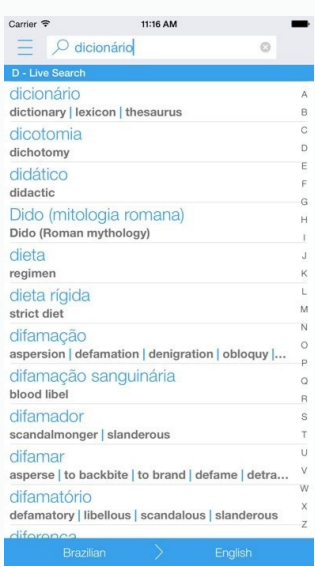 Carrier 11:16 AM
dicionário
D - Live Search
dicionário
dictionary | lexicon | thesaurus
dicotomia
dichotomy
didático
didactic
Dido (mitologia romana)
Dido (Roman mythology)
dieta
regimen
dieta rígida
strict diet
difamação
aspersion | defamation | denigration | obloquy |...
difamação sanguinária
blood libel
difamador
scandalmonger | slanderous
difamar
asperse | to backbite | to brand | defame | detra...
difamatório
defamatory | libellous | scandalous | slanderous
diferença
A
B
C
D
E
F
G
H
I
J
K
L
M
N
O
P
Q
R
S
T
U
V
W
X
Z
Brazilian > English